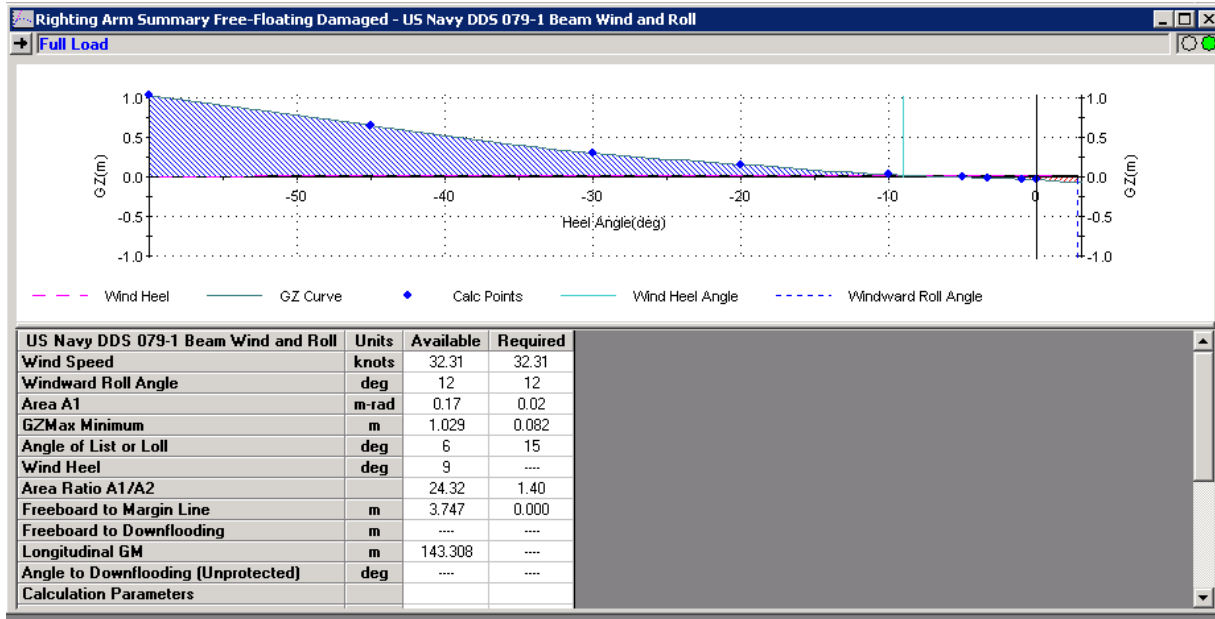 Righting Arm Summary Free-Floating Damaged - US Navy DDS 079-1 Beam Wind and Roll
Full Load
1.0 1.0
0.5 0.5
0.0 0.0
-50 -40 -30 -20 -10 0
-0.5 -0.5
-1.0 -1.0
GZ(m) GZ(m)
Heel Angle(deg)
Wind Heel GZ Curve Calc Points Wind Heel Angle Windward Roll Angle
US Navy DDS 079-1 Beam Wind and Roll Units Available Required
Wind Speed knots 32.31 32.31
Windward Roll Angle deg 12 12
Area A1 m-rad 0.17 0.02
GZMax Minimum m 1.029 0.082
Angle of List or Loll deg 6 15
Wind Heel deg 9 ----
Area Ratio A1/A2 24.32 1.40
Freeboard to Margin Line m 3.747 0.000
Freeboard to Downflooding m ---- ----
Longitudinal GM m 143.308 ----
Angle to Downflooding (Unprotected) deg ---- ----
Calculation Parameters